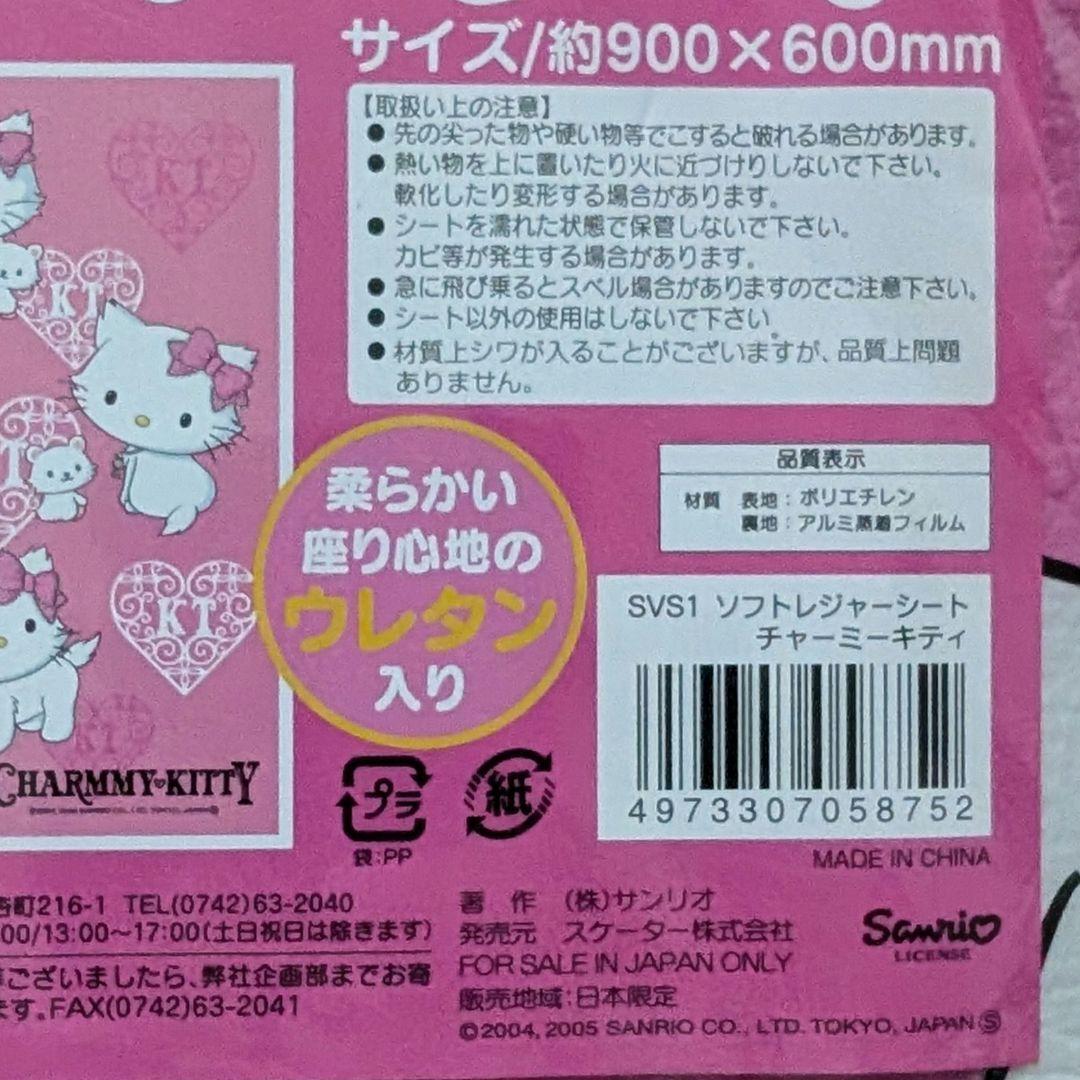 サイズ/約900×600mm
【取扱い上の注意】
●先の尖った物や硬い物等でこすると破れる場合があります。
●熱い物を上に置いたり火に近づけりしないで下さい。
軟化したり変形する場合があります。
●シートを濡れた状態で保管しないで下さい。
カビ等が発生する場合があります。
●急に飛び乗るとスベル場合がありますのでご注意下さい。
●シート以外の使用はしないで下さい。
●材質上シワが入ることがございますが、品質上問題
ありません。
KT
KT
KT
KT
CHARMMY KITTY
柔らかい
座り心地の
ウレタン
入り
品質表示
材質 表地：ポリエチレン
裏地：アルミ蒸着フィルム
SVS1 ソフトレジャーシート
チャーミーキティ
4973307058752
MADE IN CHINA
プラ
紙
袋:PP
町216-1 TEL(0742)63-2040
00/13:00〜17:00(土日祝日は除きます)
ございましたら、弊社企画部までお寄
ます。FAX(0742)63-2041
著 作 (株)サンリオ
発売元 スケーター株式会社
FOR SALE IN JAPAN ONLY
販売地域:日本限定
©2004, 2005 SANRIO CO., LTD. TOKYO, JAPAN Ⓢ
Sanrio
LICENSE